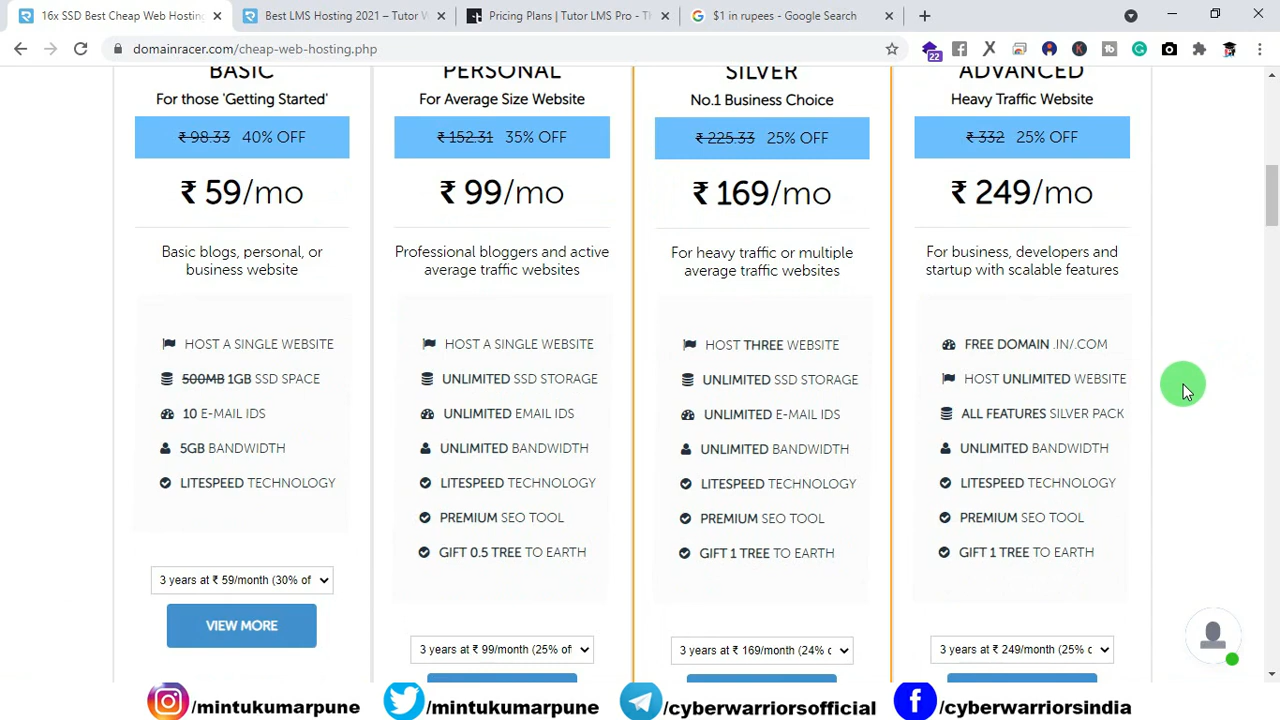 16x SSD Best Cheap Web Hosting
Best LMS Hosting 2021 – Tutor W
Pricing Plans | Tutor LMS Pro - Th
$1 in rupees - Google Search
domainracer.com/cheap-web-hosting.php
22
BASIC
For those 'Getting Started'
₹ 98.33 40% OFF
₹ 59/mo
Basic blogs, personal, or
business website
HOST A SINGLE WEBSITE
500MB 1GB SSD SPACE
10 E-MAIL IDS
5GB BANDWIDTH
LITESPEED TECHNOLOGY
3 years at ₹ 59/month (30% of
VIEW MORE
PERSONAL
For Average Size Website
₹ 152.31 35% OFF
₹ 99/mo
Professional bloggers and active
average traffic websites
HOST A SINGLE WEBSITE
UNLIMITED SSD STORAGE
UNLIMITED EMAIL IDS
UNLIMITED BANDWIDTH
LITESPEED TECHNOLOGY
PREMIUM SEO TOOL
GIFT 0.5 TREE TO EARTH
3 years at ₹ 99/month (25% of
SILVER
No.1 Business Choice
₹ 225.33 25% OFF
₹ 169/mo
For heavy traffic or multiple
average traffic websites
HOST THREE WEBSITE
UNLIMITED SSD STORAGE
UNLIMITED E-MAIL IDS
UNLIMITED BANDWIDTH
LITESPEED TECHNOLOGY
PREMIUM SEO TOOL
GIFT 1 TREE TO EARTH
3 years at ₹ 169/month (24% c
ADVANCED
Heavy Traffic Website
₹ 332 25% OFF
₹ 249/mo
For business, developers and
startup with scalable features
FREE DOMAIN .IN/.COM
HOST UNLIMITED WEBSITE
ALL FEATURES SILVER PACK
UNLIMITED BANDWIDTH
LITESPEED TECHNOLOGY
PREMIUM SEO TOOL
GIFT 1 TREE TO EARTH
3 years at ₹ 249/month (25% c
/mintukumarpune
/mintukumarpune
/cyberwarriorsofficial
/cyberwarriorsindia